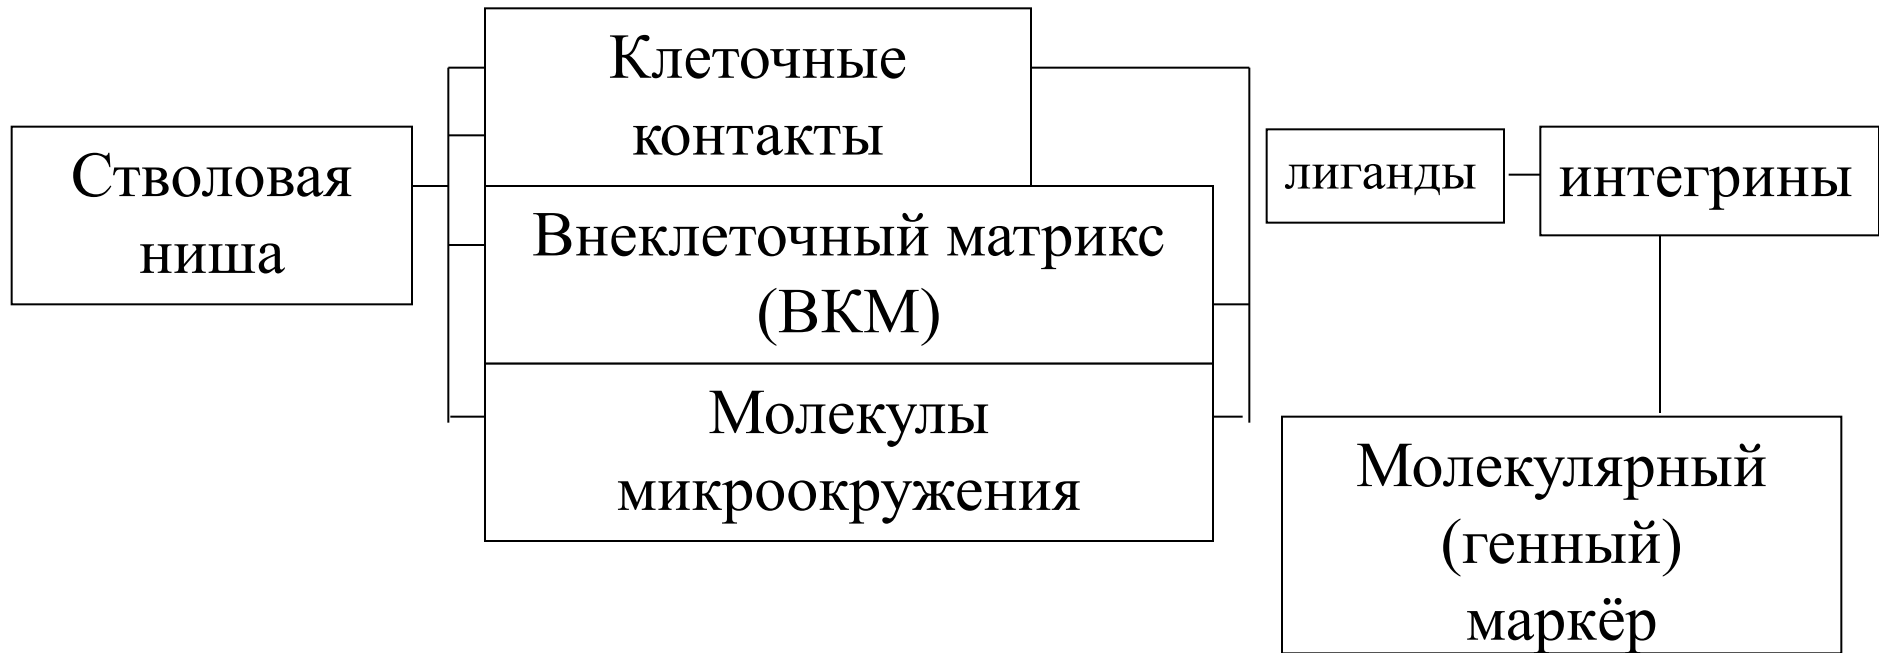 Стволовая
ниша
Клеточные
контакты
Внеклеточный матрикс
(ВКМ)
Молекулы
микроокружения
лиганды
интегрины
Молекулярный
(генный)
маркёр